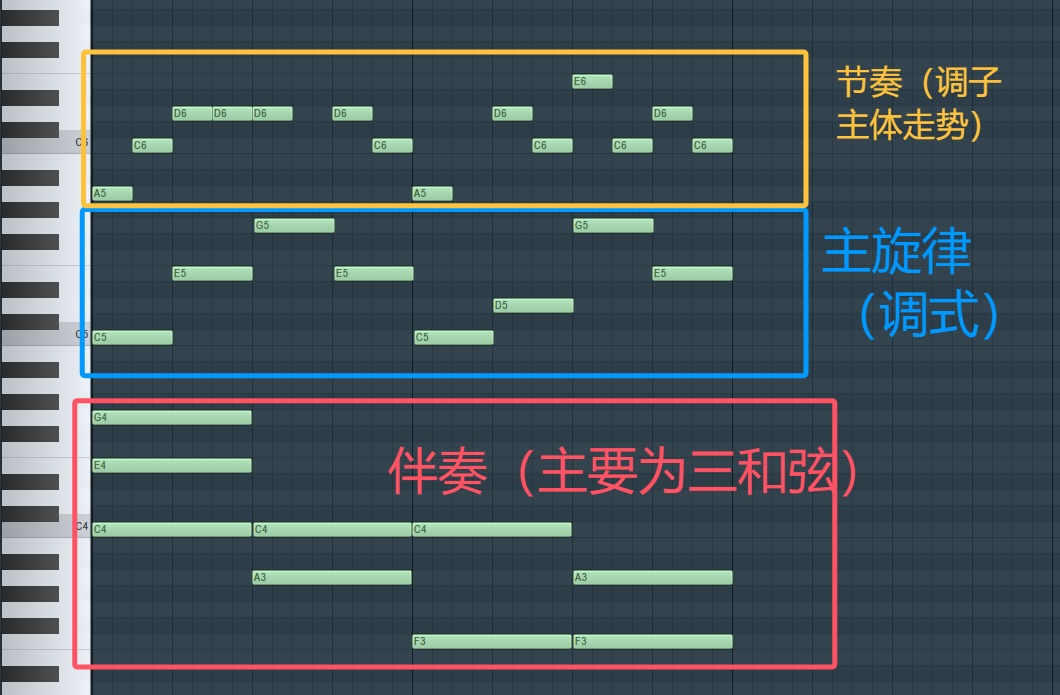 E6
节奏（调子
主体走势）
D6 D6 D6 D6 D6 D6
C6 C6 C6 C6 C6 C6
A5 A5
G5 G5
主旋律
（调式）
E5 E5 E5
D5
C5 C5 C5
G4
伴奏（主要为三和弦）
E4
C4 C4 C4 C4
A3 A3
F3 F3